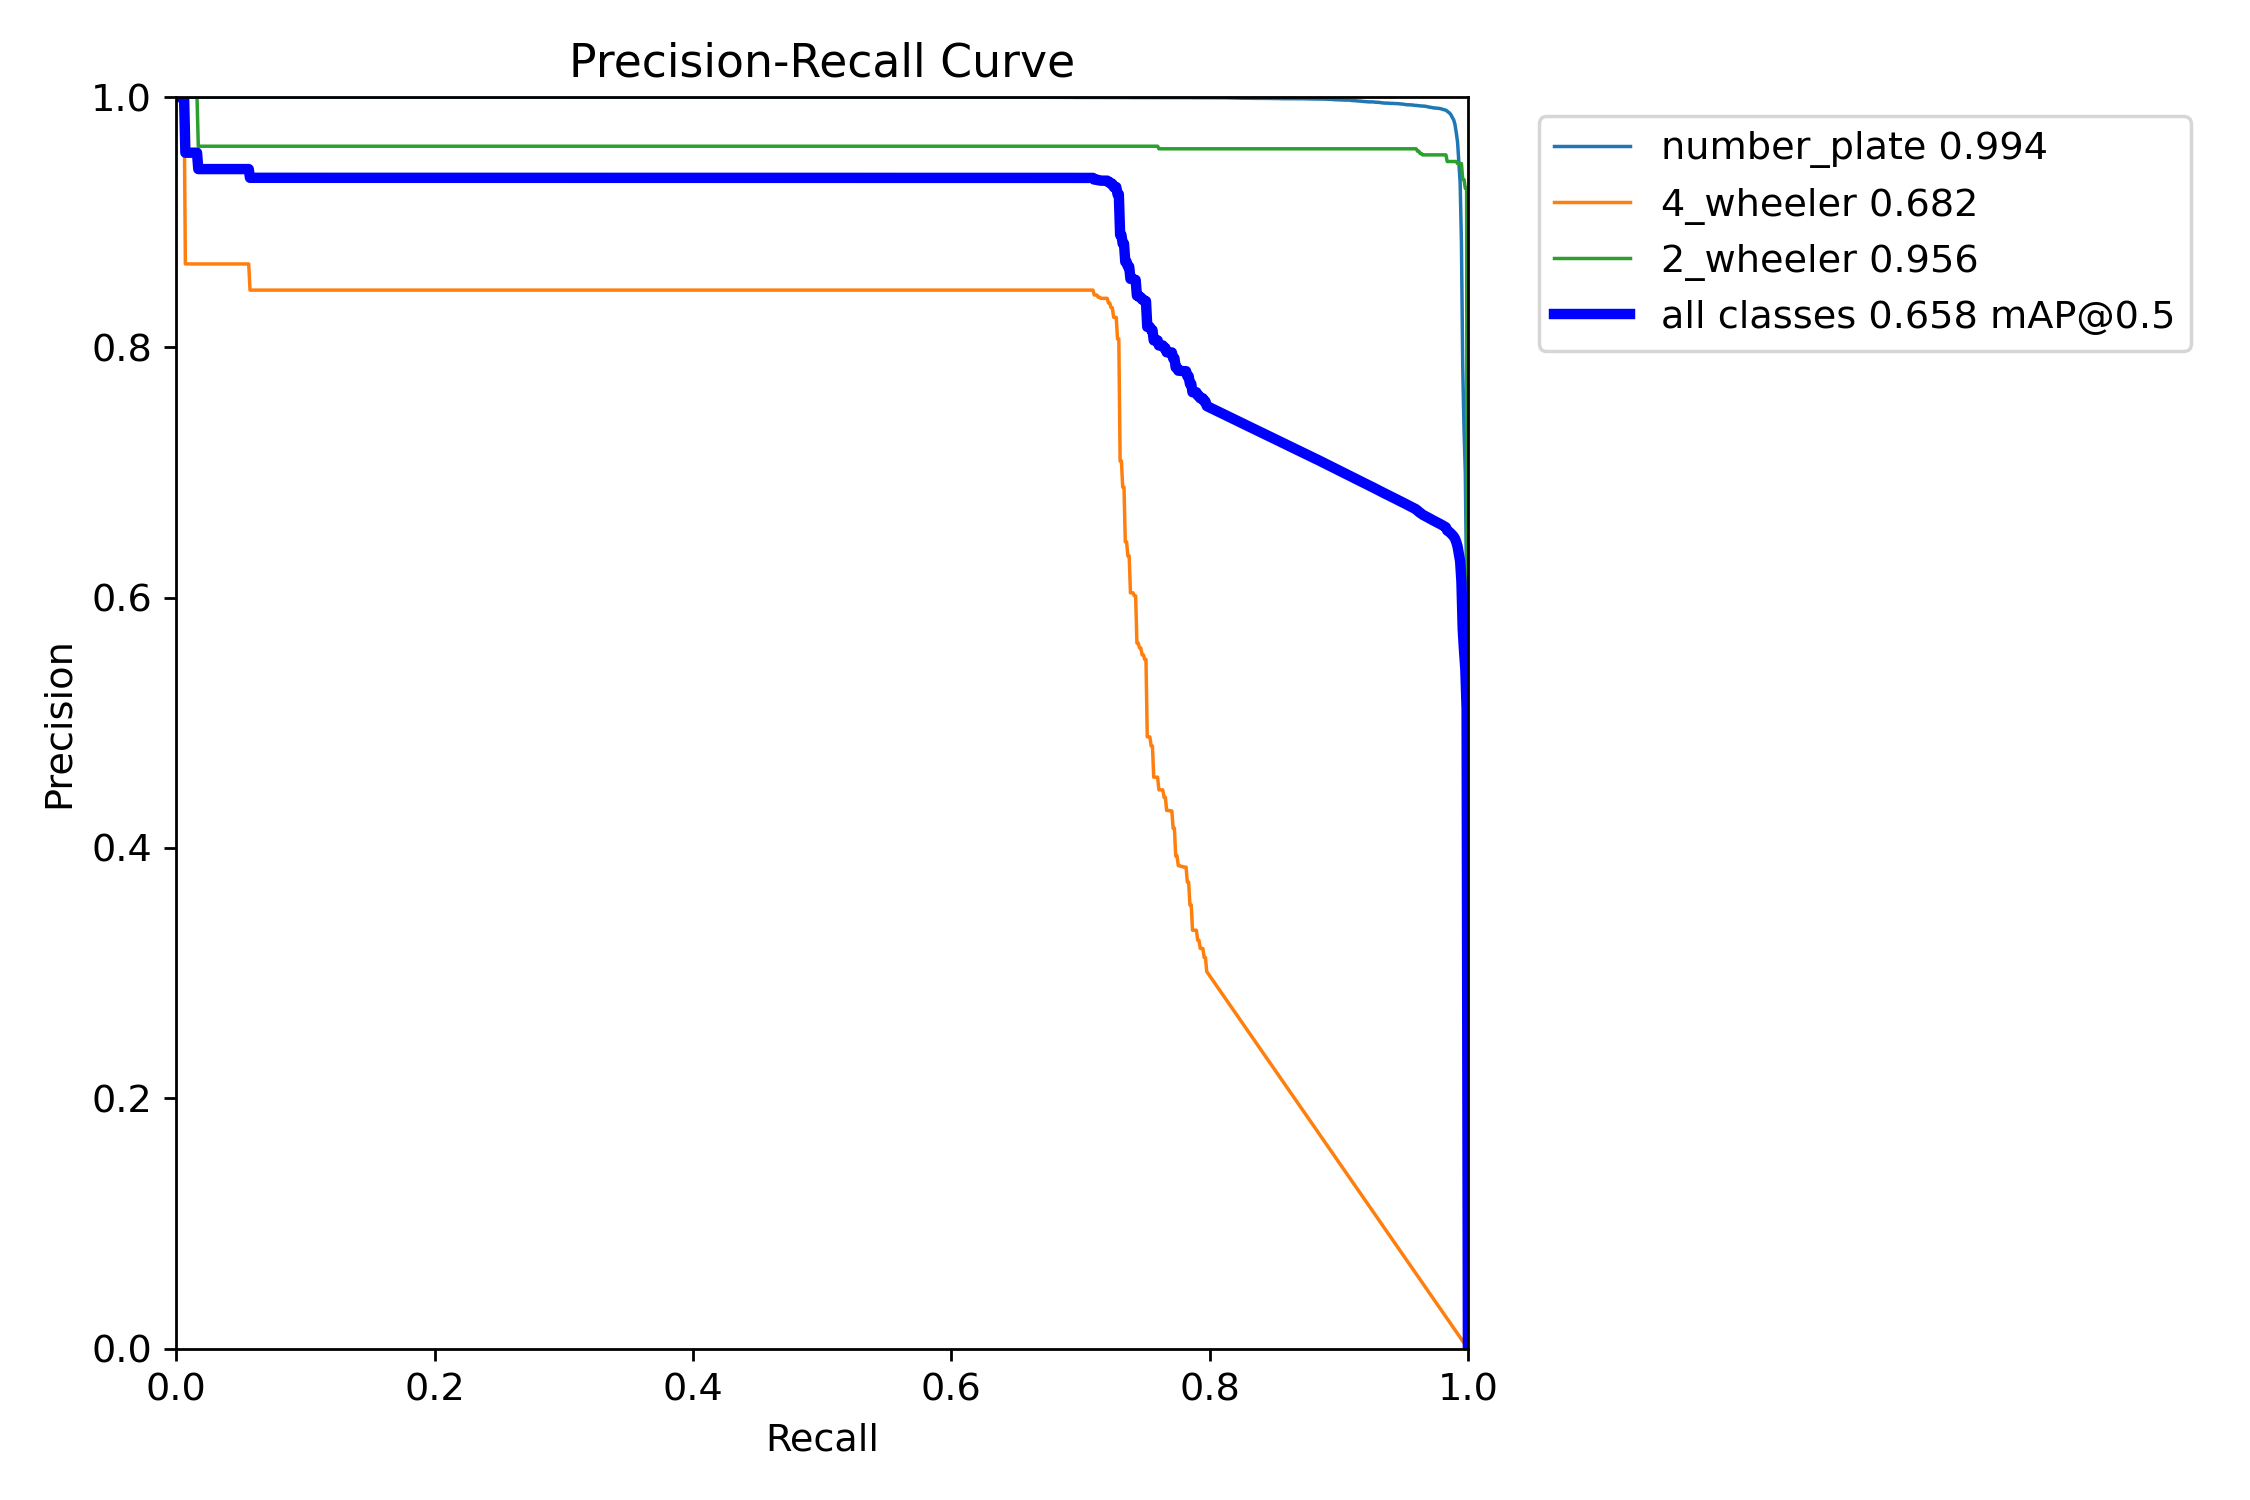 Precision-Recall Curve
1.0
0.8
0.6
0.4
0.2
0.0
Precision
0.0 0.2 0.4 0.6 0.8 1.0
Recall
number_plate 0.994
4_wheeler 0.682
2_wheeler 0.956
all classes 0.658 mAP@0.5